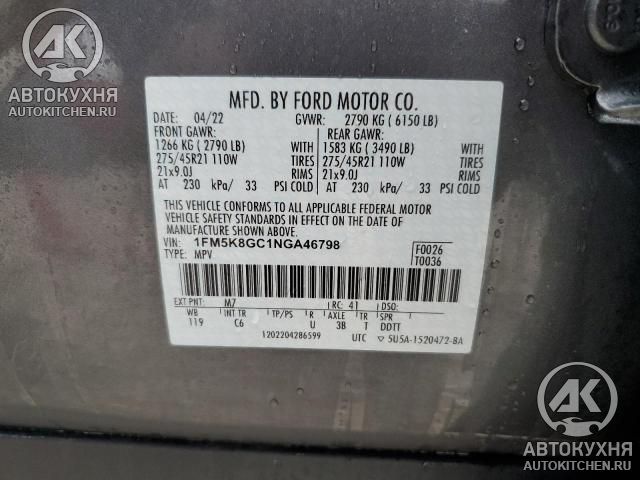 АК
АВТОКУХНЯ
AUTOKITCHEN.RU
MFD. BY FORD MOTOR CO.
DATE: 04/22 GVWR: 2790 KG ( 6150 LB)
FRONT GAWR: REAR GAWR:
1266 KG ( 2790 LB) 1583 KG ( 3490 LB)
275/45R21 110W TIRES 275/45R21 110W TIRES
21x9.0J RIMS 21x9.0J RIMS
AT 230 kPa/ 33 PSI COLD AT 230 kPa/ 33 PSI COLD
THIS VEHICLE CONFORMS TO ALL APPLICABLE FEDERAL MOTOR
VEHICLE SAFETY STANDARDS IN EFFECT ON THE DATE OF
MANUFACTURE SHOWN ABOVE.
VIN: 1FM5K8GC1NGA46798 F0026
TYPE: MPV T0036
EXT PNT: M7 RC: 41 DSO:
WB INT TR TP/PS R AXLE TR SPR
119 C6 U 3B T DDTT
1202204286599 UTC ▽ 5U5A-1520472-BA
АК
АВТОКУХНЯ
AUTOKITCHEN.RU